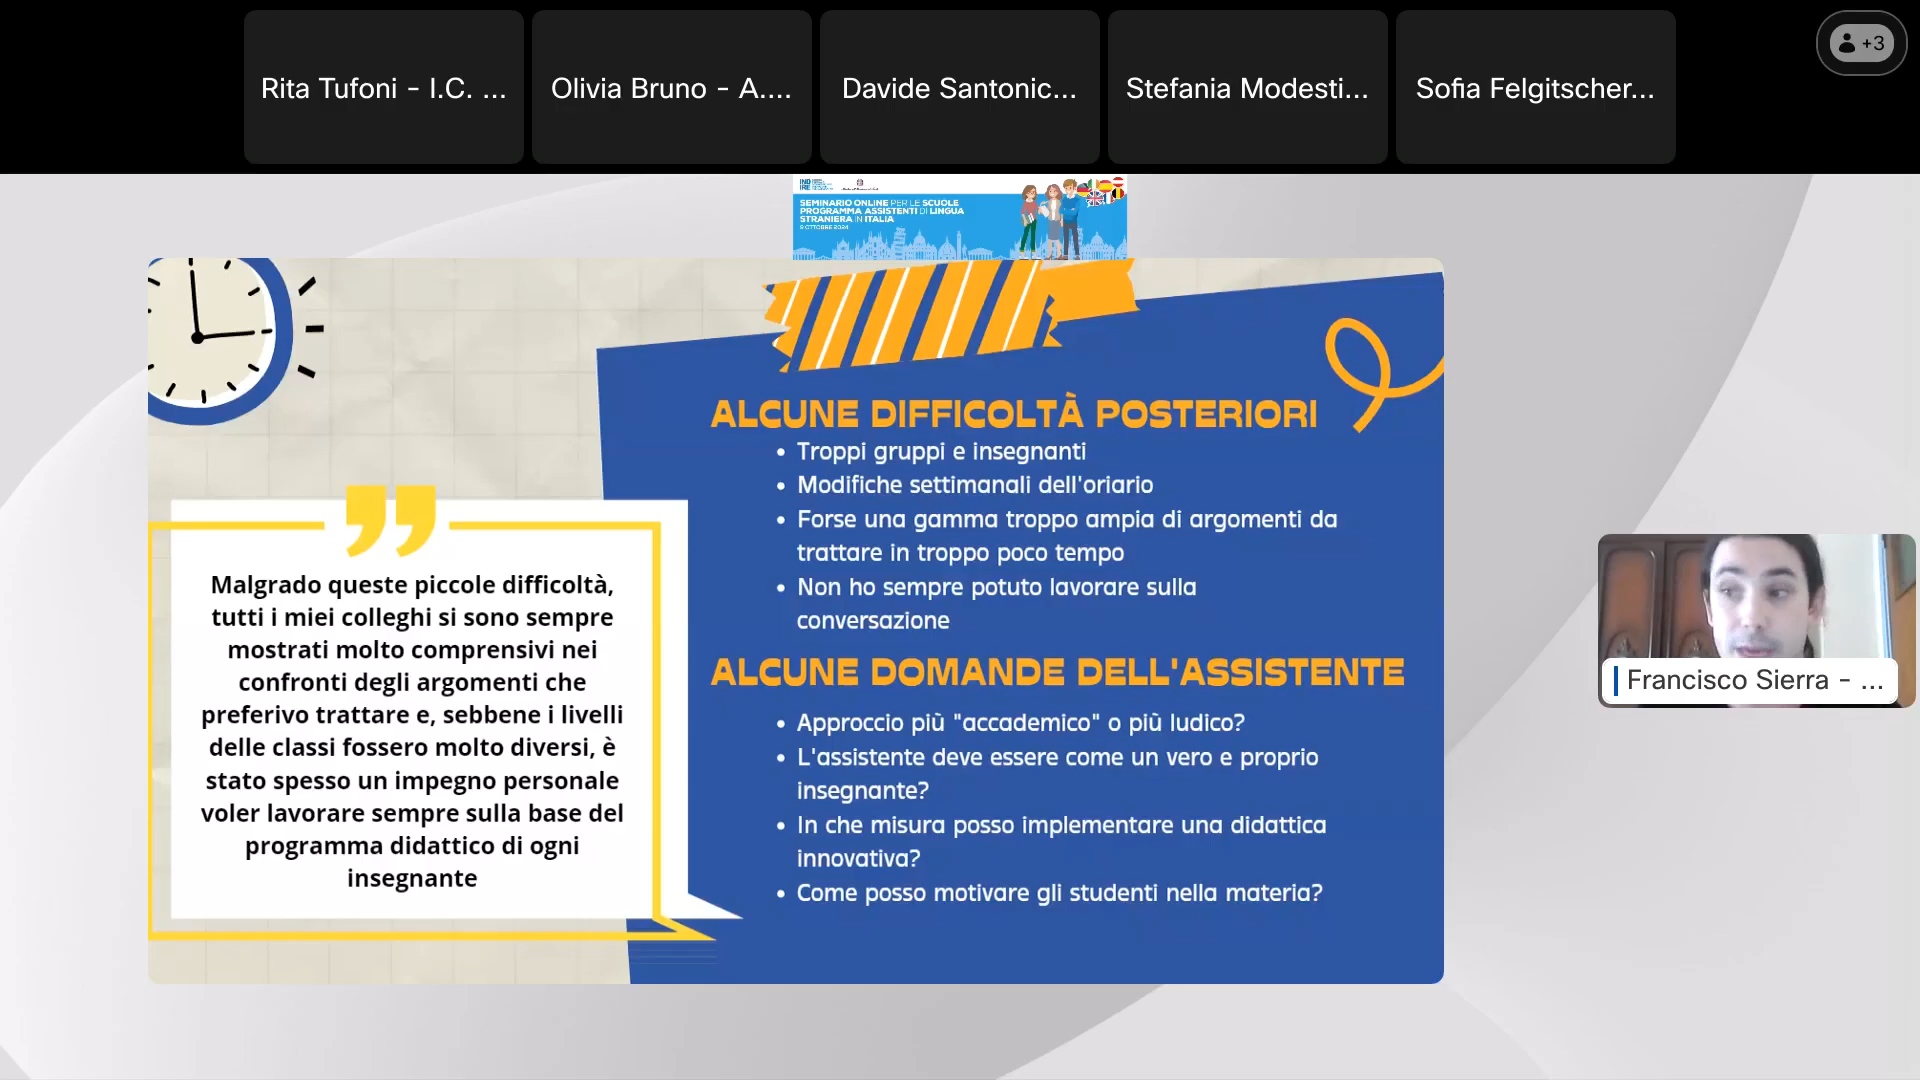 Rita Tufoni - I.C. ...
Olivia Bruno - A....
Davide Santonic...
Stefania Modesti...
Sofia Felgitscher...
+3
INDIRE
SEMINARIO ONLINE PER LE SCUOLE
PROGRAMMA ASSISTENTI DI LINGUA
STRANIERA IN ITALIA
9 OTTOBRE 2024
ALCUNE DIFFICOLTÀ POSTERIORI
• Troppi gruppi e insegnanti
• Modifiche settimanali dell'oriario
• Forse una gamma troppo ampia di argomenti da
trattare in troppo poco tempo
• Non ho sempre potuto lavorare sulla
conversazione
ALCUNE DOMANDE DELL'ASSISTENTE
• Approccio più "accademico" o più ludico?
• L'assistente deve essere come un vero e proprio
insegnante?
• In che misura posso implementare una didattica
innovativa?
• Come posso motivare gli studenti nella materia?
Malgrado queste piccole difficoltà,
tutti i miei colleghi si sono sempre
mostrati molto comprensivi nei
confronti degli argomenti che
preferivo trattare e, sebbene i livelli
delle classi fossero molto diversi, è
stato spesso un impegno personale
voler lavorare sempre sulla base del
programma didattico di ogni
insegnante
Francisco Sierra - ...